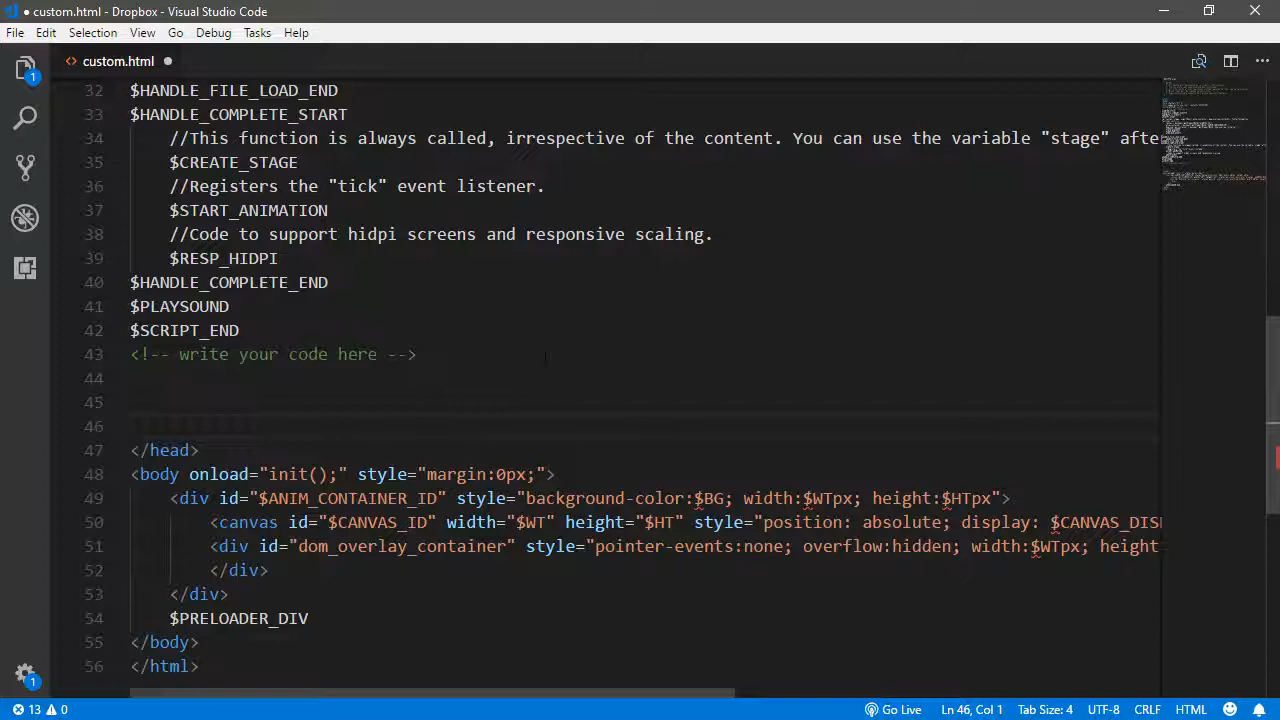 ● custom.html - Dropbox - Visual Studio Code
File Edit Selection View Go Debug Tasks Help
<> custom.html ●
1
32 $HANDLE_FILE_LOAD_END
33 $HANDLE_COMPLETE_START
34 //This function is always called, irrespective of the content. You can use the variable "stage" afte
35 $CREATE_STAGE
36 //Registers the "tick" event listener.
37 $START_ANIMATION
38 //Code to support hidpi screens and responsive scaling.
39 $RESP_HIDPI
40 $HANDLE_COMPLETE_END
41 $PLAYSOUND
42 $SCRIPT_END
43 <!-- write your code here -->
44
45
46
47 </head>
48 <body onload="init();" style="margin:0px;">
49 <div id="$ANIM_CONTAINER_ID" style="background-color:$BG; width:$WTpx; height:$HTpx">
50 <canvas id="$CANVAS_ID" width="$WT" height="$HT" style="position: absolute; display: $CANVAS_DISP
51 <div id="dom_overlay_container" style="pointer-events:none; overflow:hidden; width:$WTpx; height
52 </div>
53 </div>
54 $PRELOADER_DIV
55 </body>
56 </html>
1
13 0 Go Live Ln 46, Col 1 Tab Size: 4 UTF-8 CRLF HTML